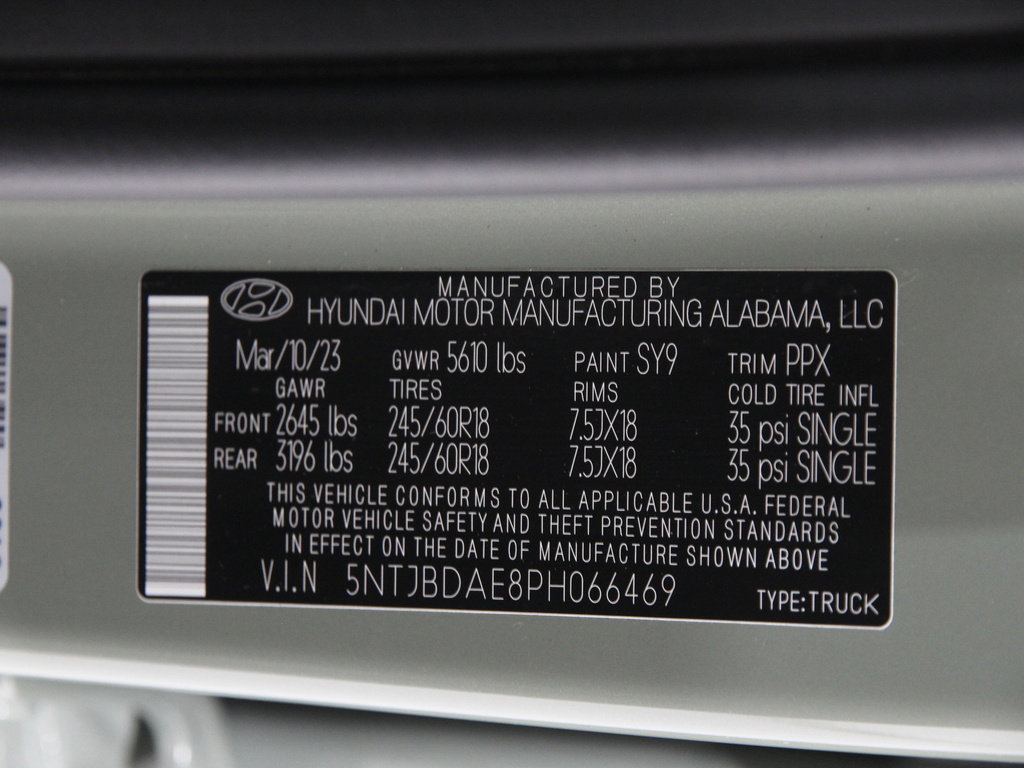 MANUFACTURED BY
HYUNDAI MOTOR MANUFACTURING ALABAMA, LLC
Mar/10/23 GVWR 5610 lbs PAINT SY9 TRIM PPX
GAWR TIRES RIMS COLD TIRE INFL
FRONT 2645 lbs 245/60R18 7.5JX18 35 psi SINGLE
REAR 3196 lbs 245/60R18 7.5JX18 35 psi SINGLE
THIS VEHICLE CONFORMS TO ALL APPLICABLE U.S.A. FEDERAL
MOTOR VEHICLE SAFETY AND THEFT PREVENTION STANDARDS
IN EFFECT ON THE DATE OF MANUFACTURE SHOWN ABOVE
V.I.N 5NTJBDAE8PH066469 TYPE:TRUCK